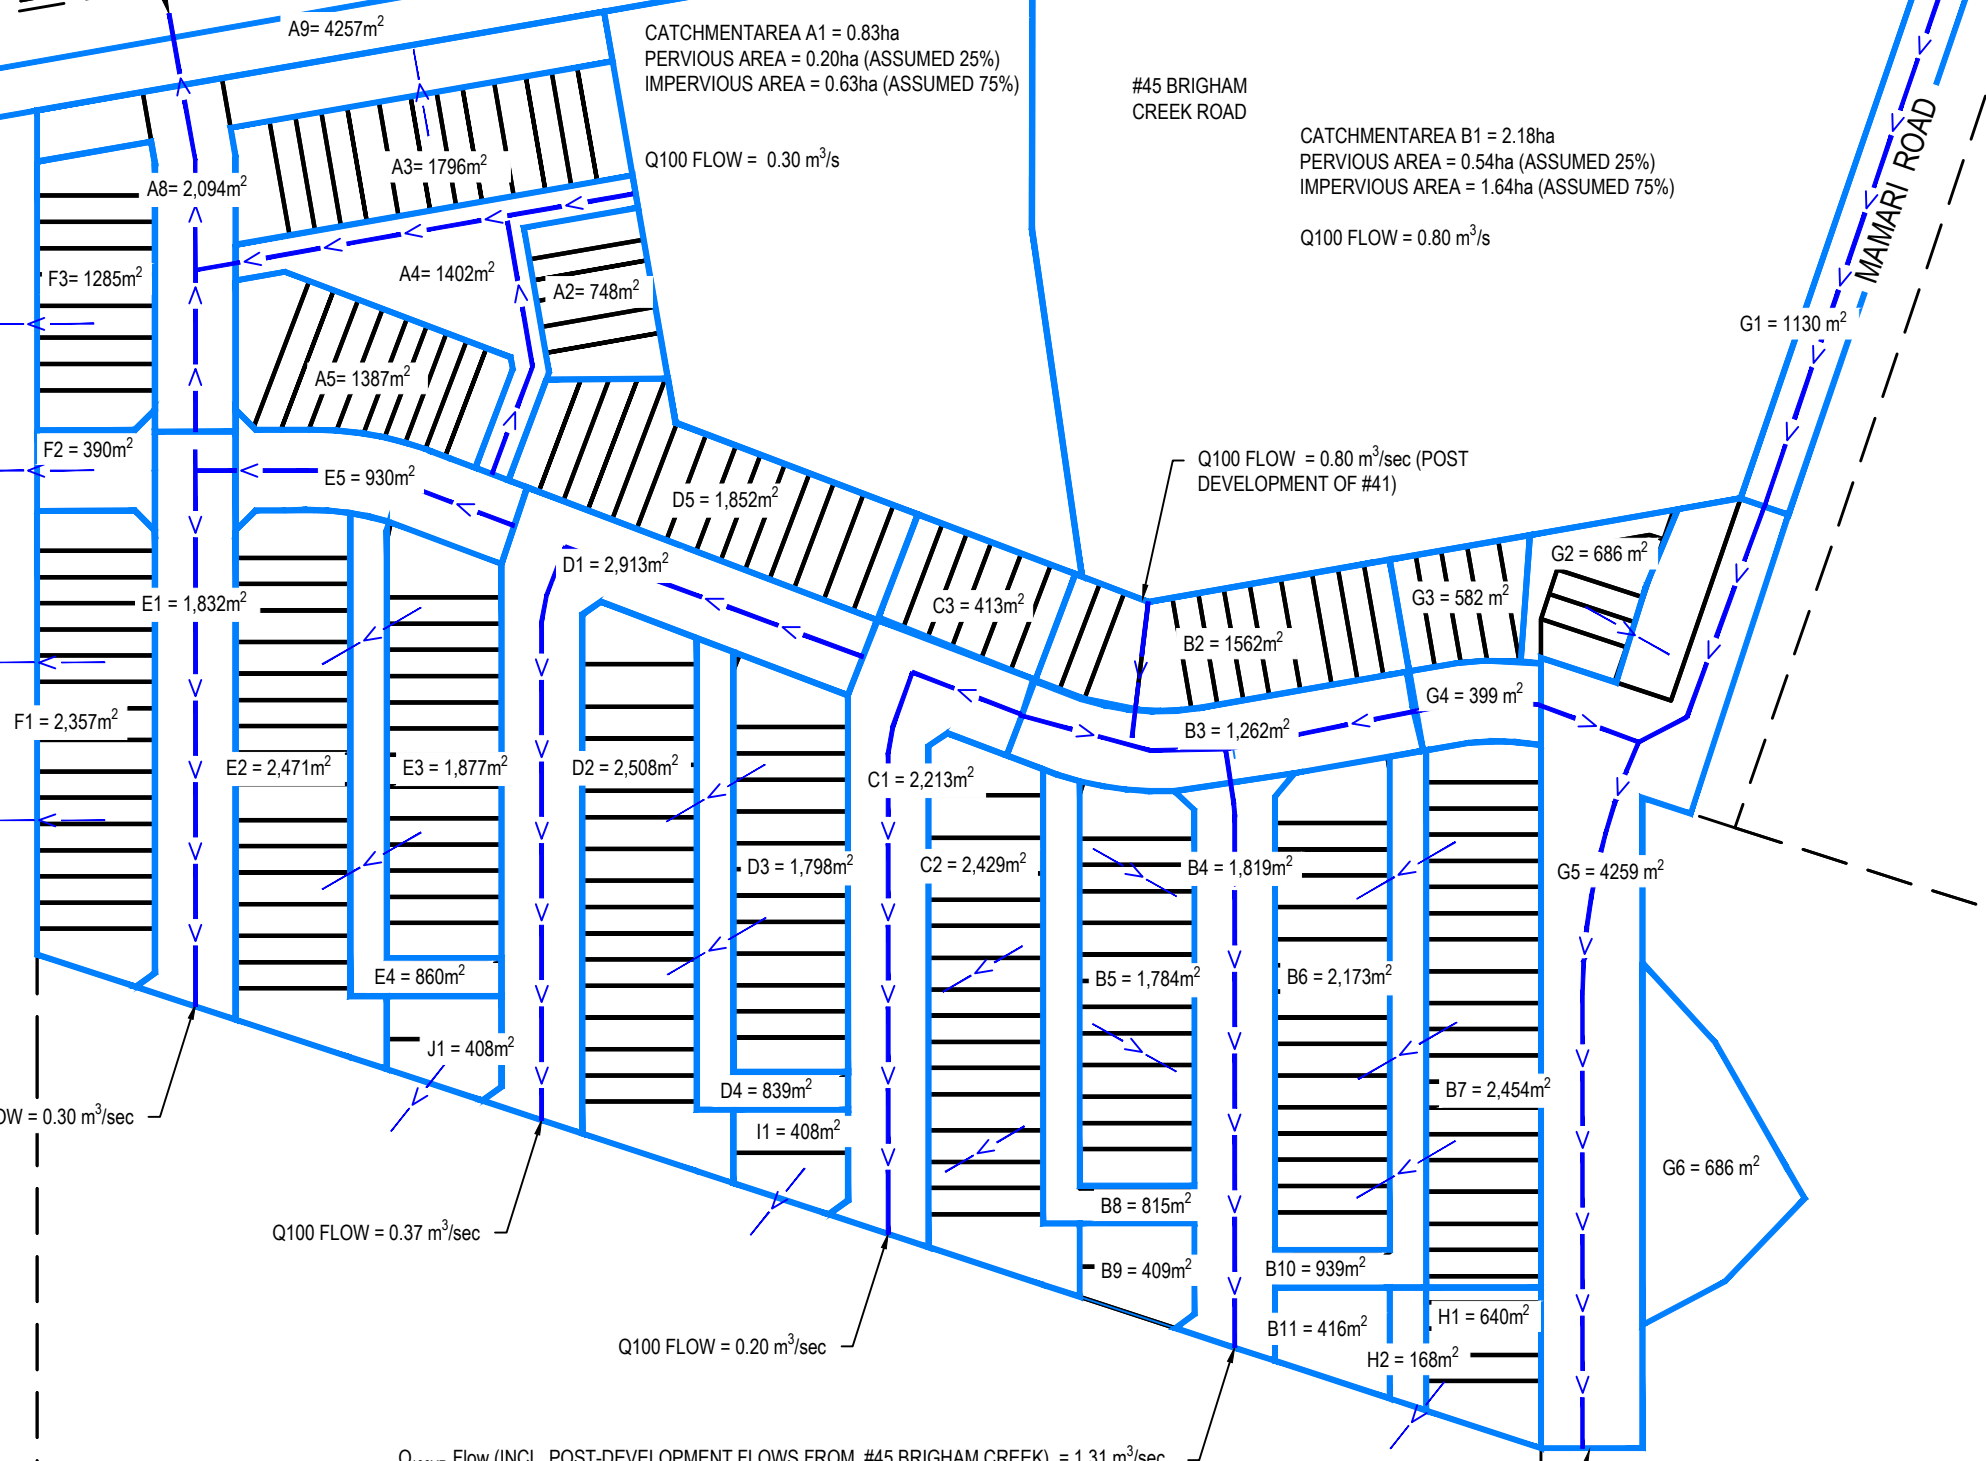 A9= 4257m²
CATCHMENTAREA A1 = 0.83ha
PERVIOUS AREA = 0.20ha (ASSUMED 25%)
IMPERVIOUS AREA = 0.63ha (ASSUMED 75%)
Q100 FLOW = 0.30 m³/s
#45 BRIGHAM
CREEK ROAD
CATCHMENTAREA B1 = 2.18ha
PERVIOUS AREA = 0.54ha (ASSUMED 25%)
IMPERVIOUS AREA = 1.64ha (ASSUMED 75%)
Q100 FLOW = 0.80 m³/s
MAMARI ROAD
A3= 1796m²
A8= 2,094m²
F3= 1285m²
A4= 1402m²
A2= 748m²
G1 = 1130 m²
A5= 1387m²
F2 = 390m²
E5 = 930m²
D5 = 1,852m²
Q100 FLOW = 0.80 m³/sec (POST
DEVELOPMENT OF #41)
D1 = 2,913m²
G2 = 686 m²
E1 = 1,832m²
C3 = 413m²
G3 = 582 m²
B2 = 1562m²
G4 = 399 m²
F1 = 2,357m²
B3 = 1,262m²
E2 = 2,471m²
E3 = 1,877m²
D2 = 2,508m²
C1 = 2,213m²
D3 = 1,798m²
C2 = 2,429m²
B4 = 1,819m²
G5 = 4259 m²
E4 = 860m²
B5 = 1,784m²
B6 = 2,173m²
J1 = 408m²
D4 = 839m²
B7 = 2,454m²
OW = 0.30 m³/sec
I1 = 408m²
G6 = 686 m²
B8 = 815m²
Q100 FLOW = 0.37 m³/sec
B9 = 409m²
B10 = 939m²
H1 = 640m²
B11 = 416m²
Q100 FLOW = 0.20 m³/sec
H2 = 168m²
Flow (INCL. POST-DEVELOPMENT FLOWS FROM #45 BRIGHAM CREEK) = 1.31 m³/sec